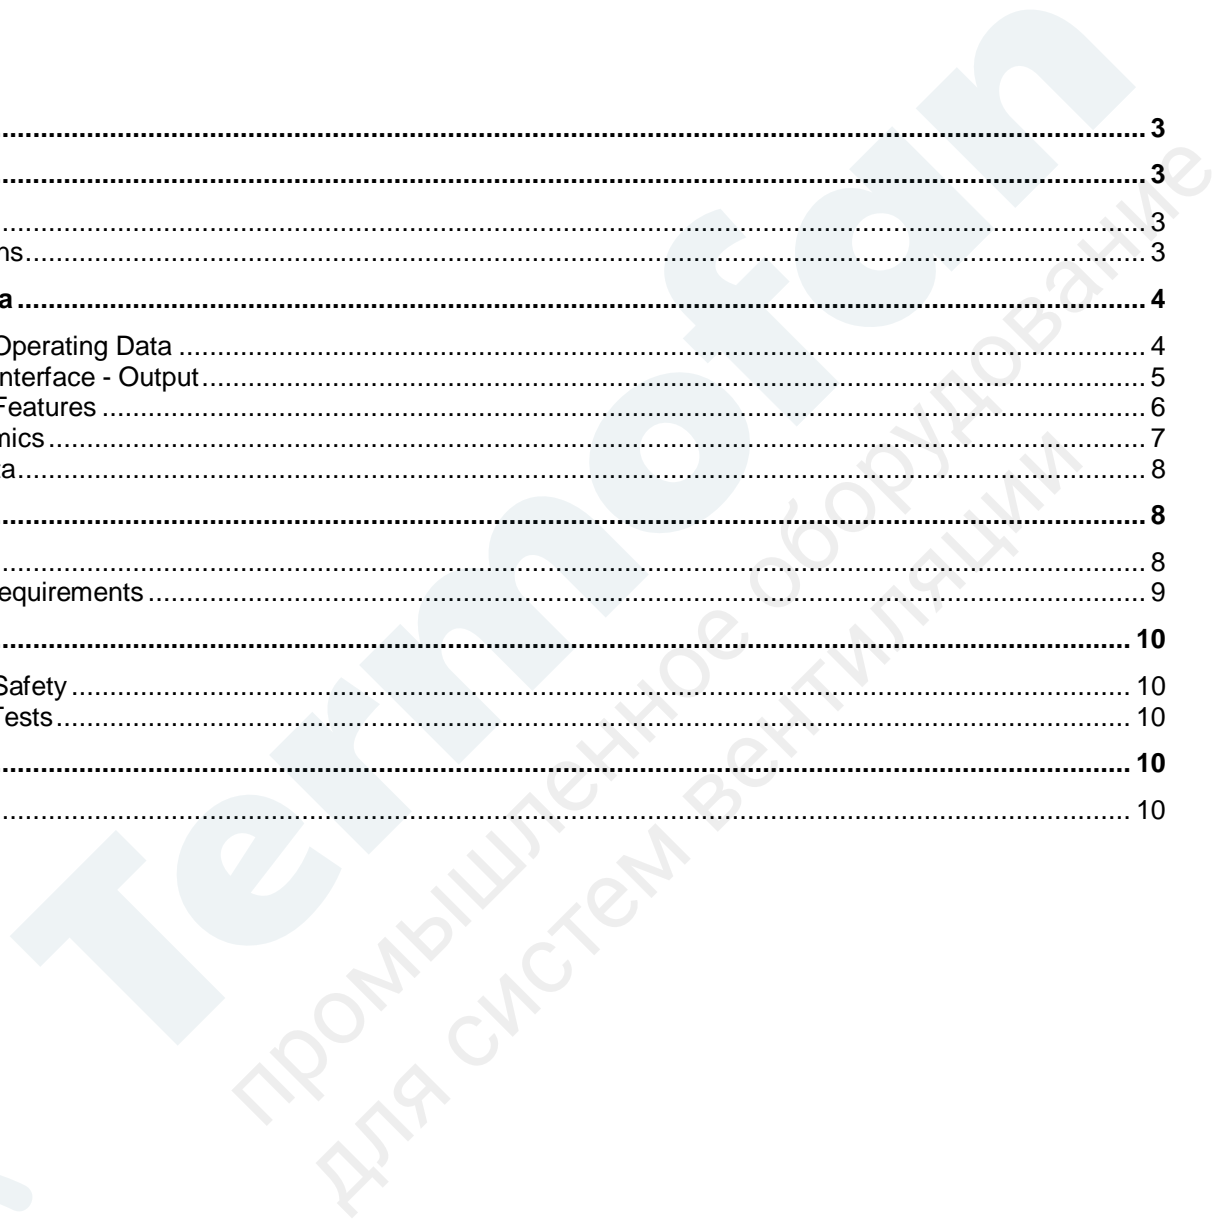 ........ 3
........ 3
........ 3
ns........ 3
a ........ 4
Operating Data ........ 4
nterface - Output........ 5
Features ........ 6
mics ........ 7
ta........ 8
........ 8
........ 8
equirements ........ 9
........ 10
Safety ........ 10
Tests........ 10
........ 10
........ 10
Termofan
промышленное оборудование
для систем вентиляции